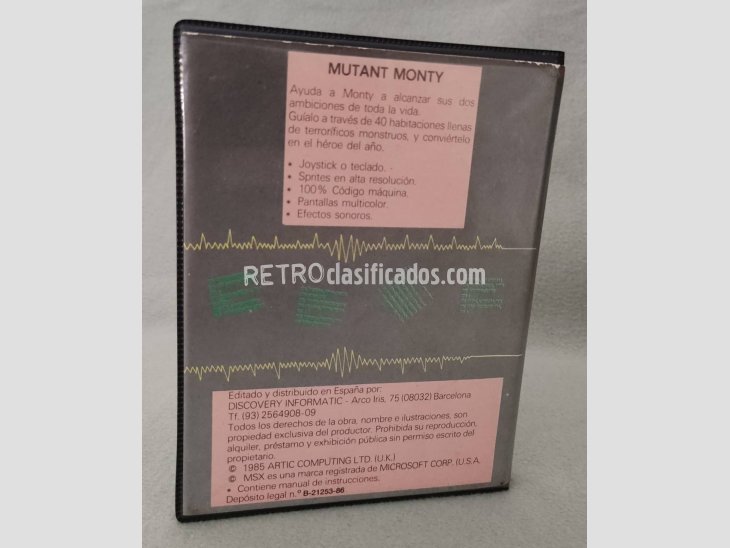 MUTANT MONTY
Ayuda a Monty a alcanzar sus dos
ambiciones de toda la vida.
Guíalo a través de 40 habitaciones llenas
de terroríficos monstruos, y conviértelo
en el héroe del año.
• Joystick o teclado. -
• Sprites en alta resolución.
• 100% Código máquina.
• Pantallas multicolor.
• Efectos sonoros.
RETROclasificados.com
Editado y distribuido en España por:
DISCOVERY INFORMATIC - Arco Iris, 75 (08032) Barcelona
Tf. (93) 2564908-09
Todos los derechos de la obra, nombre e ilustraciones, son
propiedad exclusiva del productor. Prohibida su reproducción,
alquiler, préstamo y exhibición pública sin permiso escrito del
propietario.
© 1985 ARTIC COMPUTING LTD. (U.K.)
© MSX es una marca registrada de MICROSOFT CORP. (U.S.A.
• Contiene manual de instrucciones.
Depósito legal n.º B-21253-86